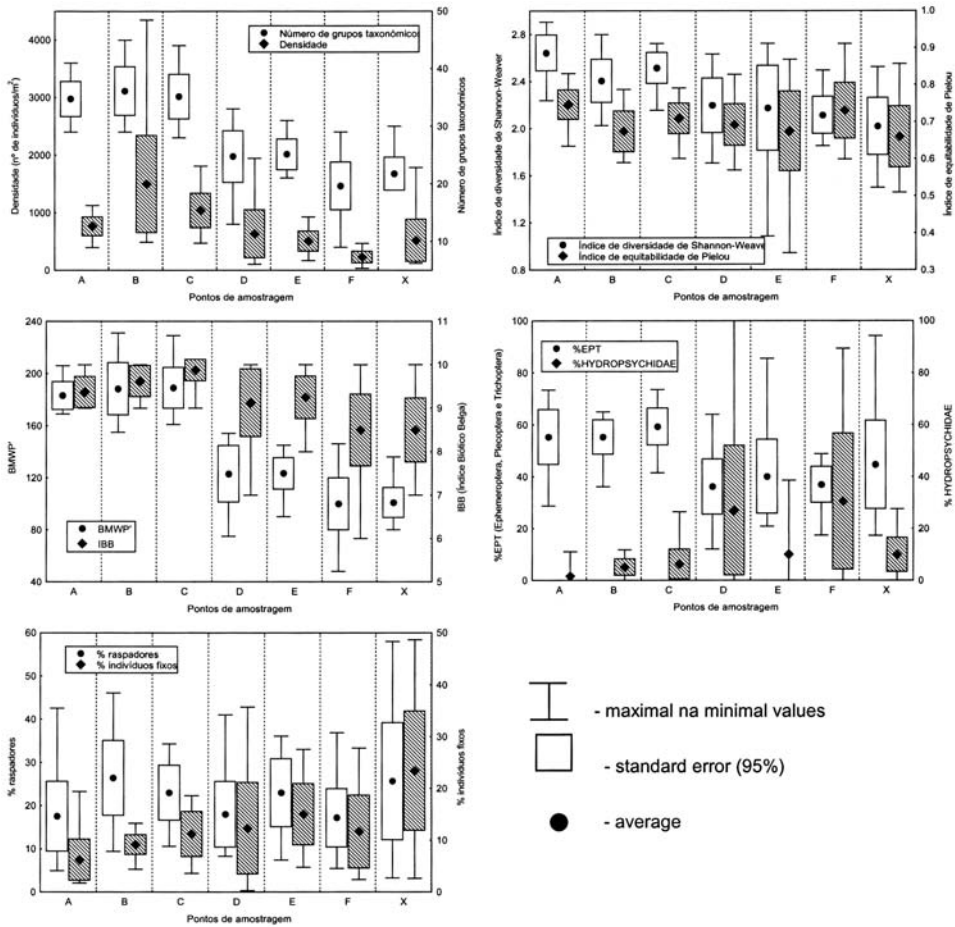 Número de grupos taxonómicos
Densidade
Densidade (nº de indivíduos/m²)
4000
3000
2000
1000
0
50
40
30
20
10
Número de grupos taxonómicos
A B C D E F X
Pontos de amostragem
Índice de diversidade de Shannon-Weaver
2.8
2.4
2.0
1.6
1.2
0.8
1.0
0.9
0.8
0.7
0.6
0.5
0.4
0.3
Índice de equitabilidade de Pielou
Índice de diversidade de Shannon-Weave
Índice de equitabilidade de Pielou
A B C D E F X
Pontos de amostragem
BMWP'
240
200
160
120
80
40
11
10
9
8
7
6
5
IBB (Índice Biótico Belga)
BMWP'
IBB
A B C D E F X
Pontos de amostragem
%EPT (Ephemeroptera, Plecoptera e Trichoptera)
100
80
60
40
20
0
100
80
60
40
20
0
% HYDROPSYCHIDAE
%EPT
%HYDROPSYCHIDAE
A B C D E F X
Pontos de amostragem
% raspadores
60
50
40
30
20
10
0
50
40
30
20
10
0
% indivíduos fixos
% raspadores
% indivíduos fixos
A B C D E F X
Pontos de amostragem
- maximal na minimal values
- standard error (95%)
- average